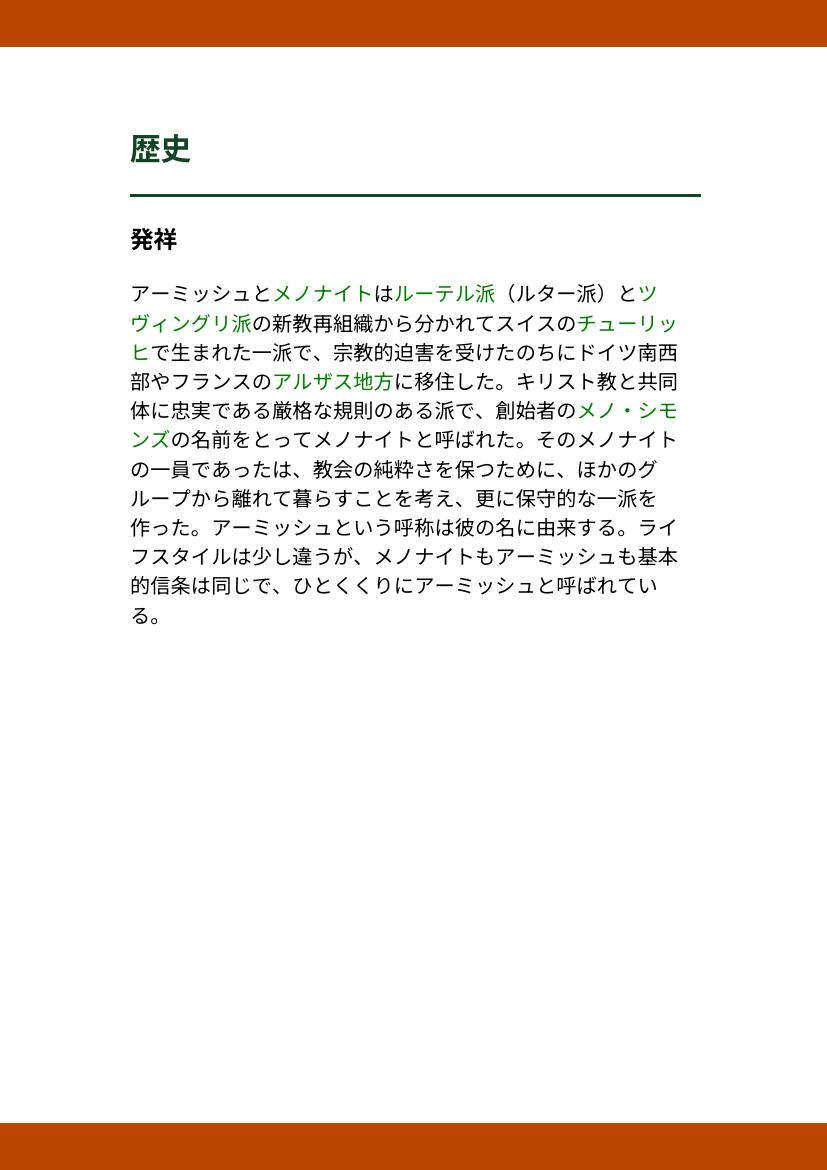 歴史
発祥
アーミッシュとメノナイトはルーテル派（ルター派）とツ
ヴィングリ派の新教再組織から分かれてスイスのチューリッ
ヒで生まれた一派で、宗教的迫害を受けたのちにドイツ南西
部やフランスのアルザス地方に移住した。キリスト教と共同
体に忠実である厳格な規則のある派で、創始者のメノ・シモ
ンズの名前をとってメノナイトと呼ばれた。そのメノナイト
の一員であったは、教会の純粋さを保つために、ほかのグ
ループから離れて暮らすことを考え、更に保守的な一派を
作った。アーミッシュという呼称は彼の名に由来する。ライ
フスタイルは少し違うが、メノナイトもアーミッシュも基本
的信条は同じで、ひとくくりにアーミッシュと呼ばれてい
る。